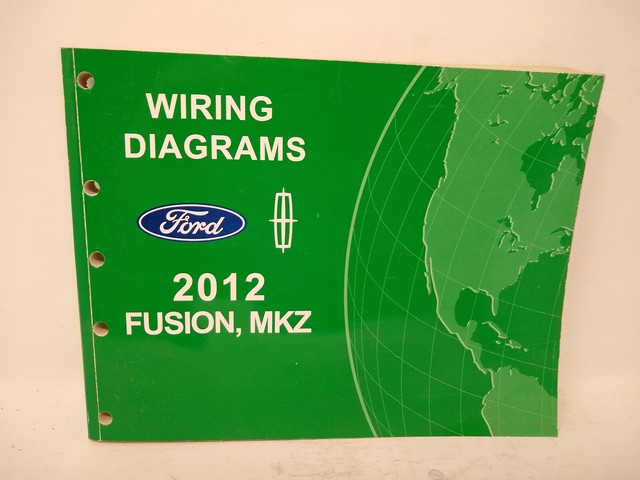 WIRING
DIAGRAMS
Ford
2012
FUSION, MKZ